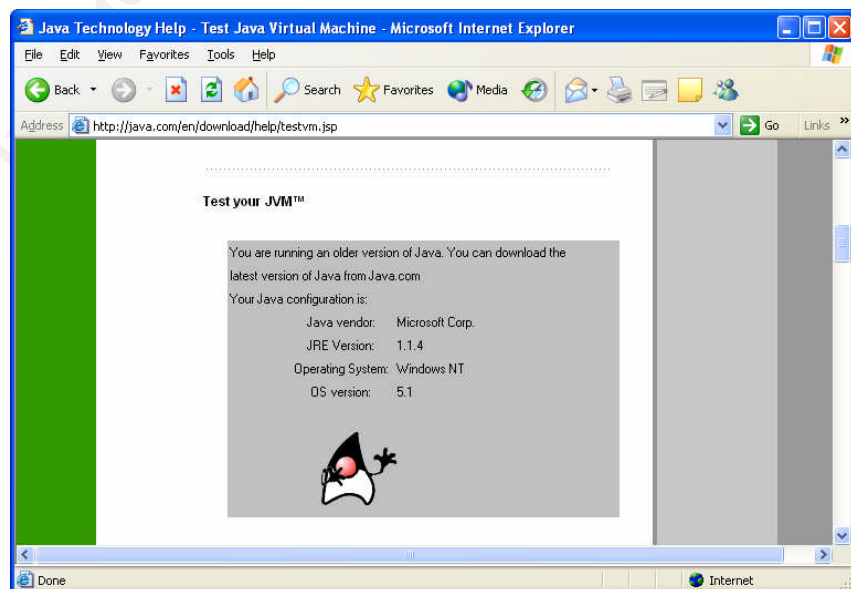 Java Technology Help - Test Java Virtual Machine - Microsoft Internet Explorer
File Edit View Favorites Tools Help
Back Search Favorites Media
Address http://java.com/en/download/help/testvm.jsp Go Links »
Test your JVM™
You are running an older version of Java. You can download the
latest version of Java from Java.com
Your Java configuration is:
Java vendor: Microsoft Corp.
JRE Version: 1.1.4
Operating System: Windows NT
OS version: 5.1
Done Internet